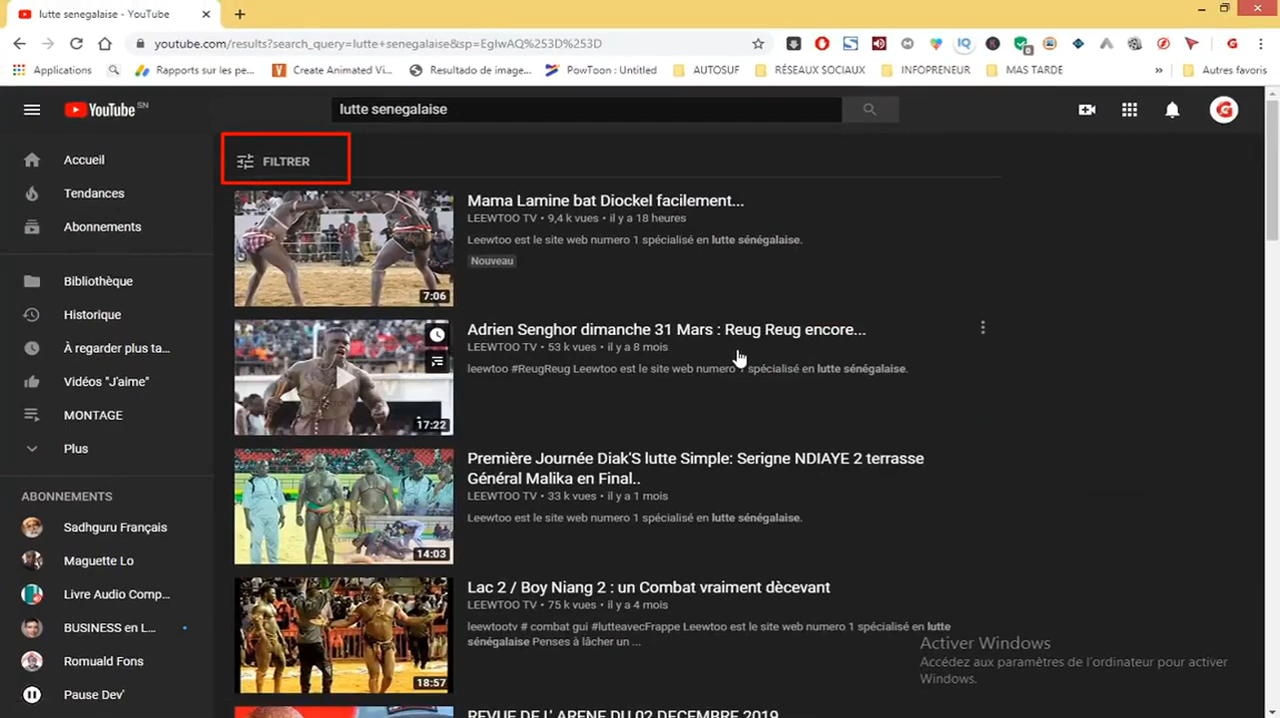 lutte senegalaise - YouTube
youtube.com/results?search_query=lutte+senegalaise&sp=EgIwAQ%253D%253D
Applications
Rapports sur les pe...
Create Animated Vi...
Resultado de image...
PowToon : Untitled
AUTOSUF
RÉSEAUX SOCIAUX
INFOPRENEUR
MAS TARDE
»
Autres favoris
YouTube SN
lutte senegalaise
Accueil
Tendances
Abonnements
Bibliothèque
Historique
À regarder plus ta...
Vidéos "J'aime"
MONTAGE
Plus
ABONNEMENTS
Sadhguru Français
Maguette Lo
Livre Audio Comp...
BUSINESS en L...
Romuald Fons
Pause Dev'
FILTRER
7:06
Mama Lamine bat Diockel facilement...
LEEWTOO TV • 9,4 k vues • il y a 18 heures
Leewtoo est le site web numero 1 spécialisé en lutte sénégalaise.
Nouveau
17:22
Adrien Senghor dimanche 31 Mars : Reug Reug encore...
LEEWTOO TV • 53 k vues • il y a 8 mois
leewtoo #ReugReug Leewtoo est le site web numero 1 spécialisé en lutte sénégalaise.
14:03
Première Journée Diak'S lutte Simple: Serigne NDIAYE 2 terrasse
Général Malika en Final..
LEEWTOO TV • 33 k vues • il y a 1 mois
Leewtoo est le site web numero 1 spécialisé en lutte sénégalaise.
18:57
Lac 2 / Boy Niang 2 : un Combat vraiment dècevant
LEEWTOO TV • 75 k vues • il y a 4 mois
leewtootv # combat gui #lutteavecFrappe Leewtoo est le site web numero 1 spécialisé en lutte
sénégalaise Penses à lâcher un ...
REVUE DE L' ARENE DU 02 DECEMBRE 2019
Activer Windows
Accédez aux paramètres de l'ordinateur pour activer
Windows.